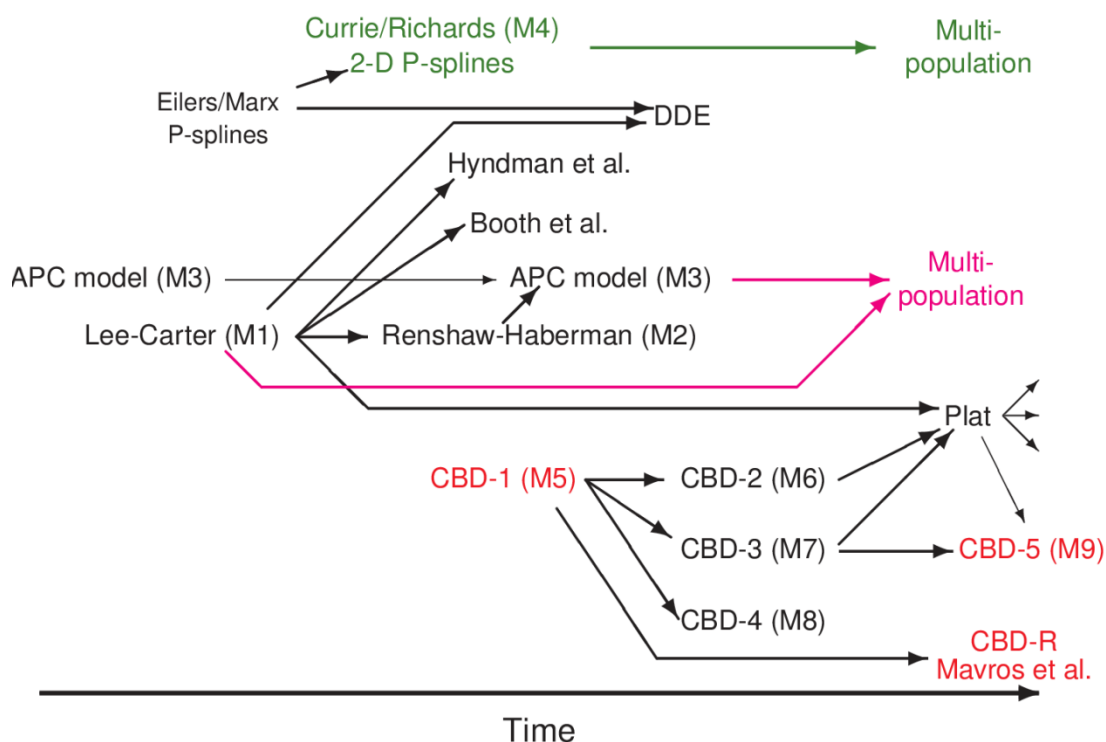 Currie/Richards (M4)
2-D P-splines
Multi-
population
Eilers/Marx
P-splines
DDE
Hyndman et al.
Booth et al.
APC model (M3)
APC model (M3)
Multi-
population
Lee-Carter (M1)
Renshaw-Haberman (M2)
Plat
CBD-1 (M5)
CBD-2 (M6)
CBD-3 (M7)
CBD-5 (M9)
CBD-4 (M8)
CBD-R
Mavros et al.
Time